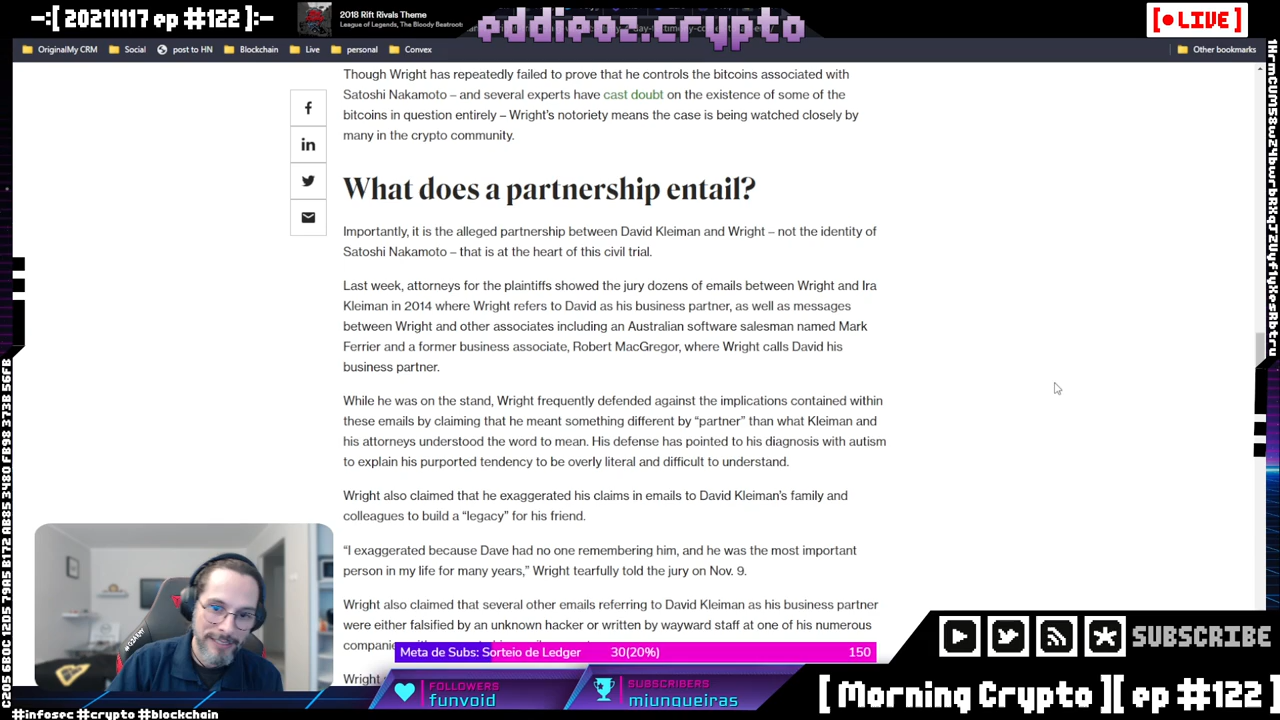 -:[ 20211117 ep #122 ]:-
2018 Rift Rivals Theme
League of Legends, The Bloody Beetroots
eddieoz.crypto
[ LIVE ]
OriginalMy CRM
Social
post to HN
Blockchain
Live
personal
Convex
Other bookmarks
Though Wright has repeatedly failed to prove that he controls the bitcoins associated with
Satoshi Nakamoto – and several experts have cast doubt on the existence of some of the
bitcoins in question entirely – Wright's notoriety means the case is being watched closely by
many in the crypto community.
What does a partnership entail?
Importantly, it is the alleged partnership between David Kleiman and Wright – not the identity of
Satoshi Nakamoto – that is at the heart of this civil trial.
Last week, attorneys for the plaintiffs showed the jury dozens of emails between Wright and Ira
Kleiman in 2014 where Wright refers to David as his business partner, as well as messages
between Wright and other associates including an Australian software salesman named Mark
Ferrier and a former business associate, Robert MacGregor, where Wright calls David his
business partner.
While he was on the stand, Wright frequently defended against the implications contained within
these emails by claiming that he meant something different by “partner” than what Kleiman and
his attorneys understood the word to mean. His defense has pointed to his diagnosis with autism
to explain his purported tendency to be overly literal and difficult to understand.
Wright also claimed that he exaggerated his claims in emails to David Kleiman's family and
colleagues to build a “legacy” for his friend.
“I exaggerated because Dave had no one remembering him, and he was the most important
person in my life for many years,” Wright tearfully told the jury on Nov. 9.
Wright also claimed that several other emails referring to David Kleiman as his business partner
were either falsified by an unknown hacker or written by wayward staff at one of his numerous
Wright
Meta de Subs: Sorteio de Ledger
30(20%)
150
FOLLOWERS
funvoid
SUBSCRIBERS
mjunqueiras
SUBSCRIBE
[ Morning Crypto ][ ep #122 ]
#infosec #crypto #blockchain